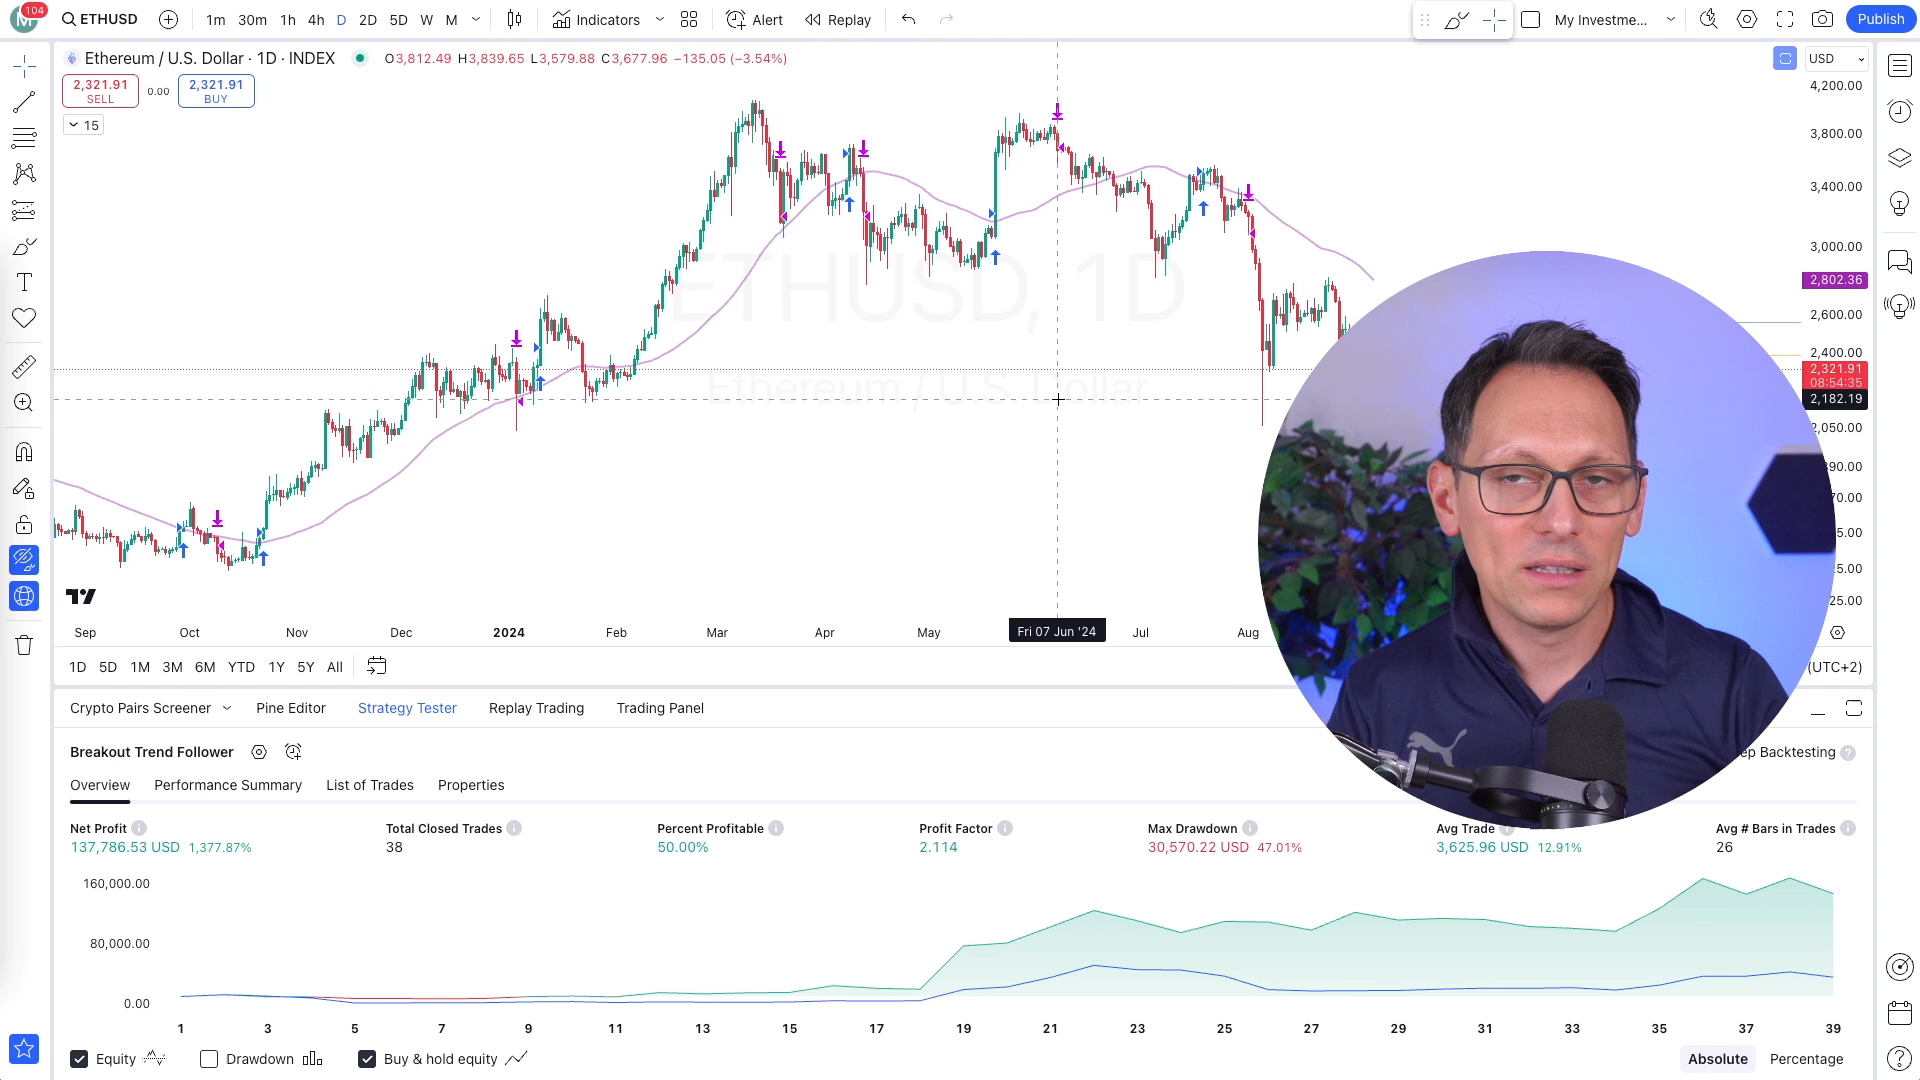 104
ETHUSD
1m 30m 1h 4h D 2D 5D W M
Indicators
Alert
Replay
My Investme...
Publish
Ethereum / U.S. Dollar · 1D · INDEX
O3,812.49 H3,839.65 L3,579.88 C3,677.96 −135.05 (−3.54%)
USD
2,321.91
SELL
0.00
2,321.91
BUY
15
4,200.00
3,800.00
3,400.00
3,000.00
2,802.36
2,600.00
2,400.00
2,321.91
08:54:35
2,182.19
2,050.00
ETHUSD, 1D
Ethereum / U.S. Dollar
Sep Oct Nov Dec 2024 Feb Mar Apr May Fri 07 Jun '24 Jul Aug
1D 5D 1M 3M 6M YTD 1Y 5Y All
(UTC+2)
Crypto Pairs Screener Pine Editor Strategy Tester Replay Trading Trading Panel
Breakout Trend Follower
Backtesting
Overview Performance Summary List of Trades Properties
Net Profit Total Closed Trades Percent Profitable Profit Factor Max Drawdown Avg Trade Avg # Bars in Trades
137,786.53 USD 1,377.87% 38 50.00% 2.114 30,570.22 USD 47.01% 3,625.96 USD 12.91% 26
160,000.00
80,000.00
0.00
1 3 5 7 9 11 13 15 17 19 21 23 25 27 29 31 33 35 37 39
Equity Drawdown Buy & hold equity
Absolute Percentage